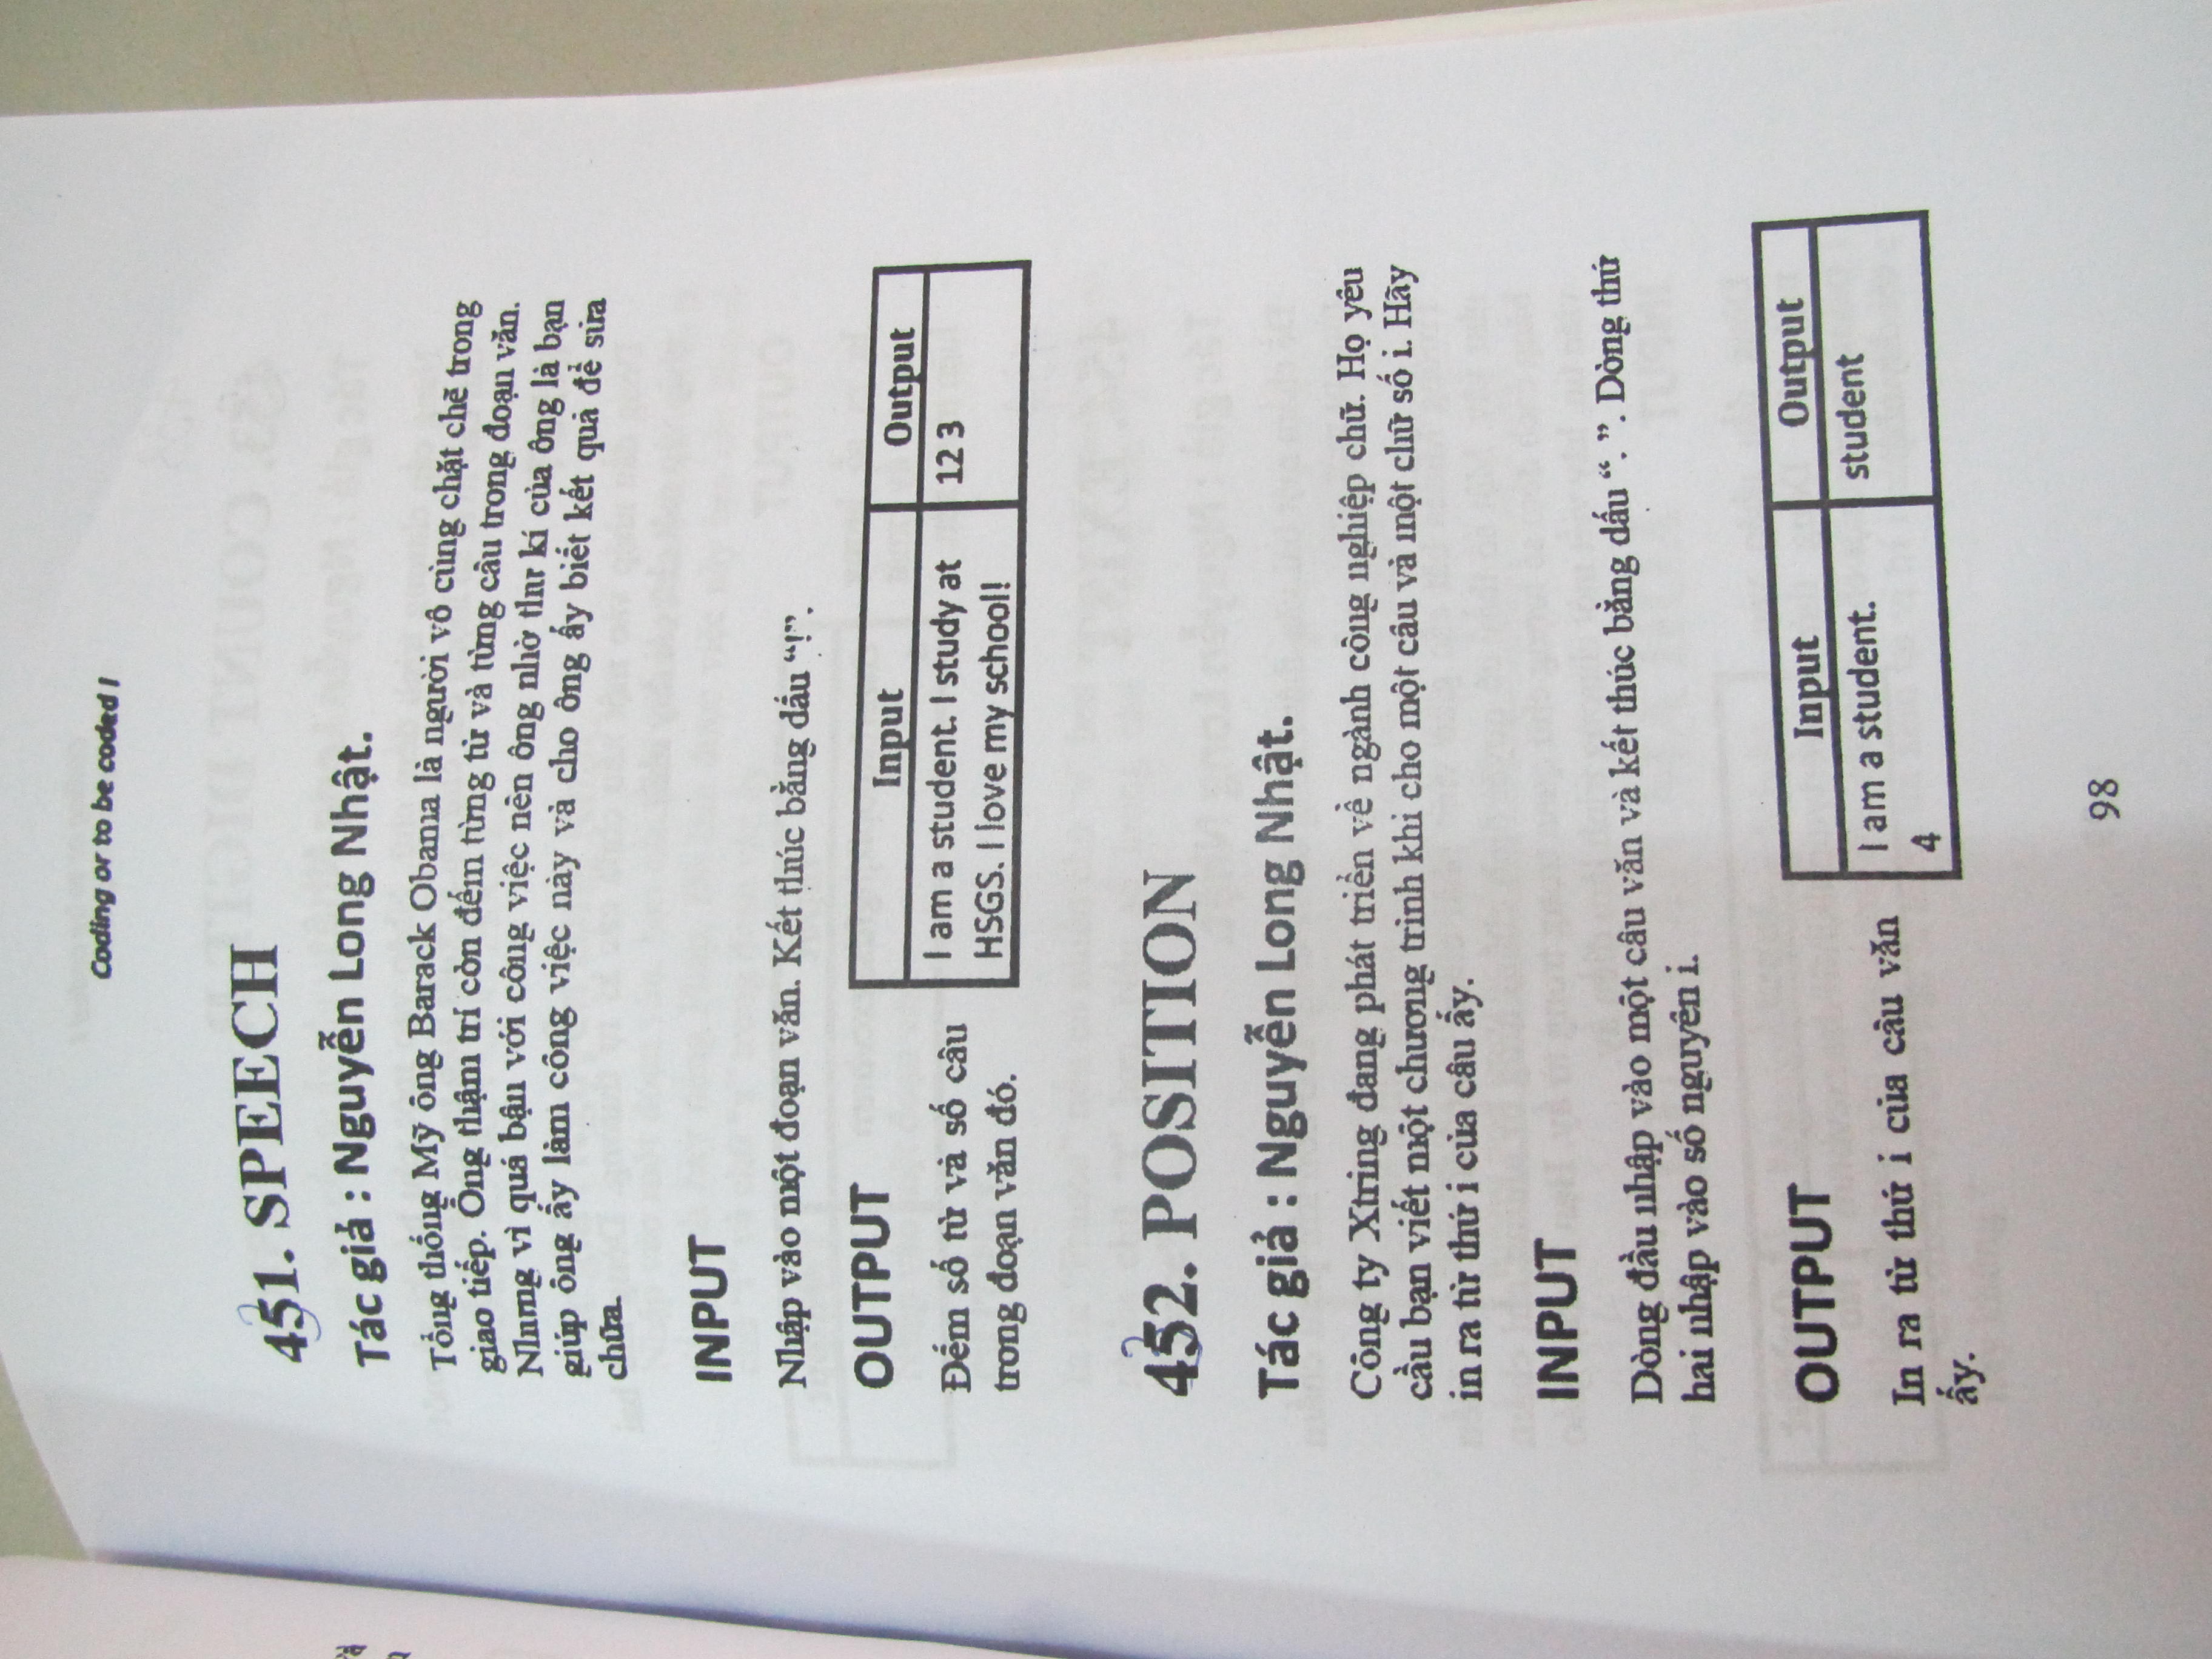 Coding or to be coded I
451. SPEECH
Tác giả : Nguyễn Long Nhật.
Tổng thống Mỹ ông Barack Obama là người vô cùng chặt chẽ trong
giao tiếp. Ông thậm trí còn đếm từng từ và từng câu trong đoạn văn.
Nhưng vì quá bận với công việc nên ông nhờ thư kí của ông là bạn
giúp ông ấy làm công việc này và cho ông ấy biết kết quả để sửa
chữa.
INPUT
Nhập vào một đoạn văn. Kết thúc bằng dấu “!”.
OUTPUT
Đếm số từ và số câu
trong đoạn văn đó.
Input Output
I am a student. I study at 12 3
HSGS. I love my school!
452. POSITION
Tác giả : Nguyễn Long Nhật.
Công ty Xtring đang phát triển về ngành công nghiệp chữ. Họ yêu
cầu bạn viết một chương trình khi cho một câu và một chữ số i. Hãy
in ra từ thứ i của câu ấy.
INPUT
Dòng đầu nhập vào một câu văn và kết thúc bằng dấu “. ”. Dòng thứ
hai nhập vào số nguyên i.
OUTPUT
In ra từ thứ i của câu văn
ấy.
Input Output
I am a student. student
4
98